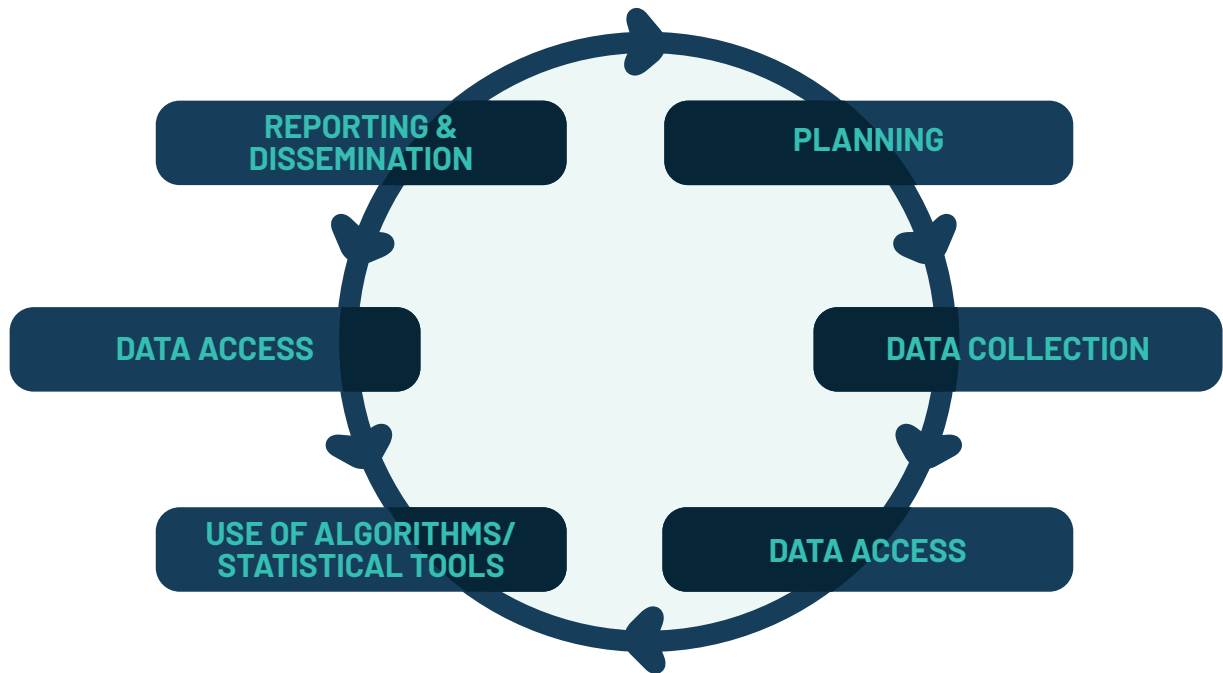 REPORTING &
DISSEMINATION
PLANNING
DATA ACCESS
DATA COLLECTION
USE OF ALGORITHMS/
STATISTICAL TOOLS
DATA ACCESS